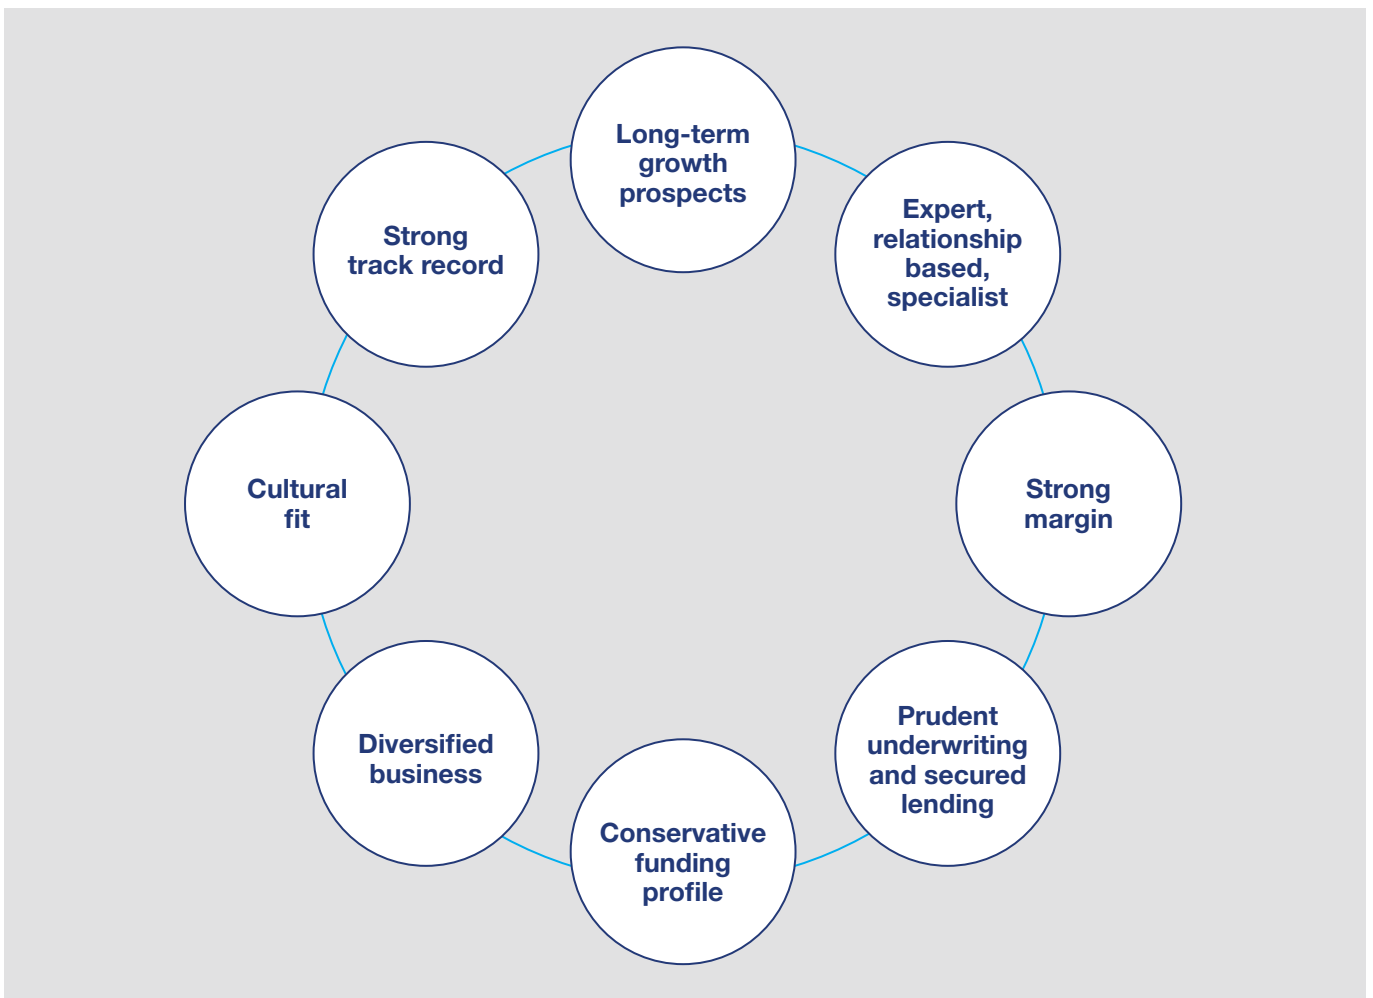 Long-term
growth
prospects
Expert,
relationship
based,
specialist
Strong
margin
Prudent
underwriting
and secured
lending
Conservative
funding
profile
Diversified
business
Cultural
fit
Strong
track record